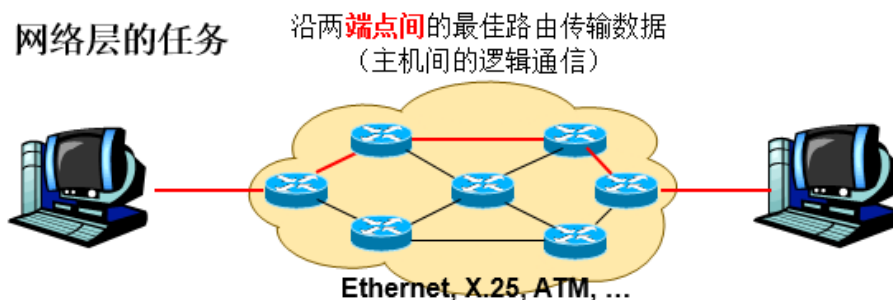 网络层的任务
沿两端点间的最佳路由传输数据
（主机间的逻辑通信）
Ethernet, X.25, ATM, ...